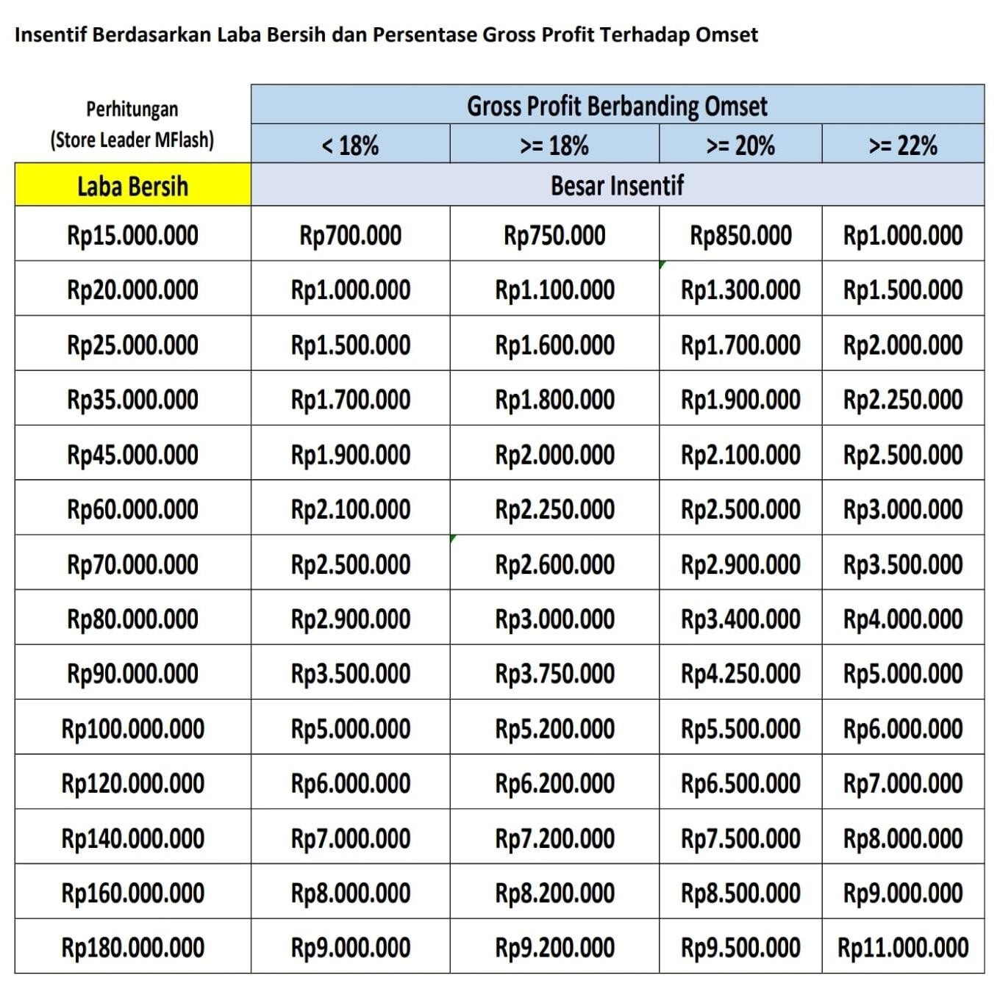 Insentif Berdasarkan Laba Bersih dan Persentase Gross Profit Terhadap Omset
Perhitungan
(Store Leader MFlash)
Gross Profit Berbanding Omset
< 18% >= 18% >= 20% >= 22%
Laba Bersih Besar Insentif
Rp15.000.000 Rp700.000 Rp750.000 Rp850.000 Rp1.000.000
Rp20.000.000 Rp1.000.000 Rp1.100.000 Rp1.300.000 Rp1.500.000
Rp25.000.000 Rp1.500.000 Rp1.600.000 Rp1.700.000 Rp2.000.000
Rp35.000.000 Rp1.700.000 Rp1.800.000 Rp1.900.000 Rp2.250.000
Rp45.000.000 Rp1.900.000 Rp2.000.000 Rp2.100.000 Rp2.500.000
Rp60.000.000 Rp2.100.000 Rp2.250.000 Rp2.500.000 Rp3.000.000
Rp70.000.000 Rp2.500.000 Rp2.600.000 Rp2.900.000 Rp3.500.000
Rp80.000.000 Rp2.900.000 Rp3.000.000 Rp3.400.000 Rp4.000.000
Rp90.000.000 Rp3.500.000 Rp3.750.000 Rp4.250.000 Rp5.000.000
Rp100.000.000 Rp5.000.000 Rp5.200.000 Rp5.500.000 Rp6.000.000
Rp120.000.000 Rp6.000.000 Rp6.200.000 Rp6.500.000 Rp7.000.000
Rp140.000.000 Rp7.000.000 Rp7.200.000 Rp7.500.000 Rp8.000.000
Rp160.000.000 Rp8.000.000 Rp8.200.000 Rp8.500.000 Rp9.000.000
Rp180.000.000 Rp9.000.000 Rp9.200.000 Rp9.500.000 Rp11.000.000